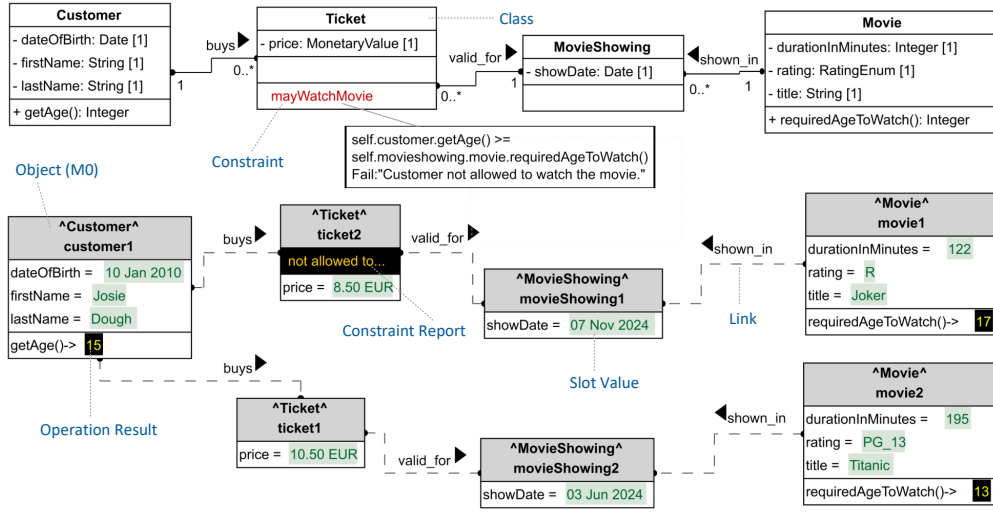 Customer
- dateOfBirth: Date [1]
- firstName: String [1]
- lastName: String [1]
+ getAge(): Integer
buys
1
0..*
Ticket
- price: MonetaryValue [1]
mayWatchMovie
Class
valid_for
0..*
1
MovieShowing
- showDate: Date [1]
shown_in
0..*
1
Movie
- durationInMinutes: Integer [1]
- rating: RatingEnum [1]
- title: String [1]
+ requiredAgeToWatch(): Integer
Constraint
self.customer.getAge() >=
self.movieshowing.movie.requiredAgeToWatch()
Fail:"Customer not allowed to watch the movie."
Object (M0)
^Customer^
customer1
dateOfBirth = 10 Jan 2010
firstName = Josie
lastName = Dough
getAge()-> 15
Operation Result
buys
^Ticket^
ticket2
not allowed to...
price = 8.50 EUR
Constraint Report
valid_for
^MovieShowing^
movieShowing1
showDate = 07 Nov 2024
Slot Value
shown_in
Link
^Movie^
movie1
durationInMinutes = 122
rating = R
title = Joker
requiredAgeToWatch()-> 17
buys
^Ticket^
ticket1
price = 10.50 EUR
valid_for
^MovieShowing^
movieShowing2
showDate = 03 Jun 2024
shown_in
^Movie^
movie2
durationInMinutes = 195
rating = PG_13
title = Titanic
requiredAgeToWatch()-> 13